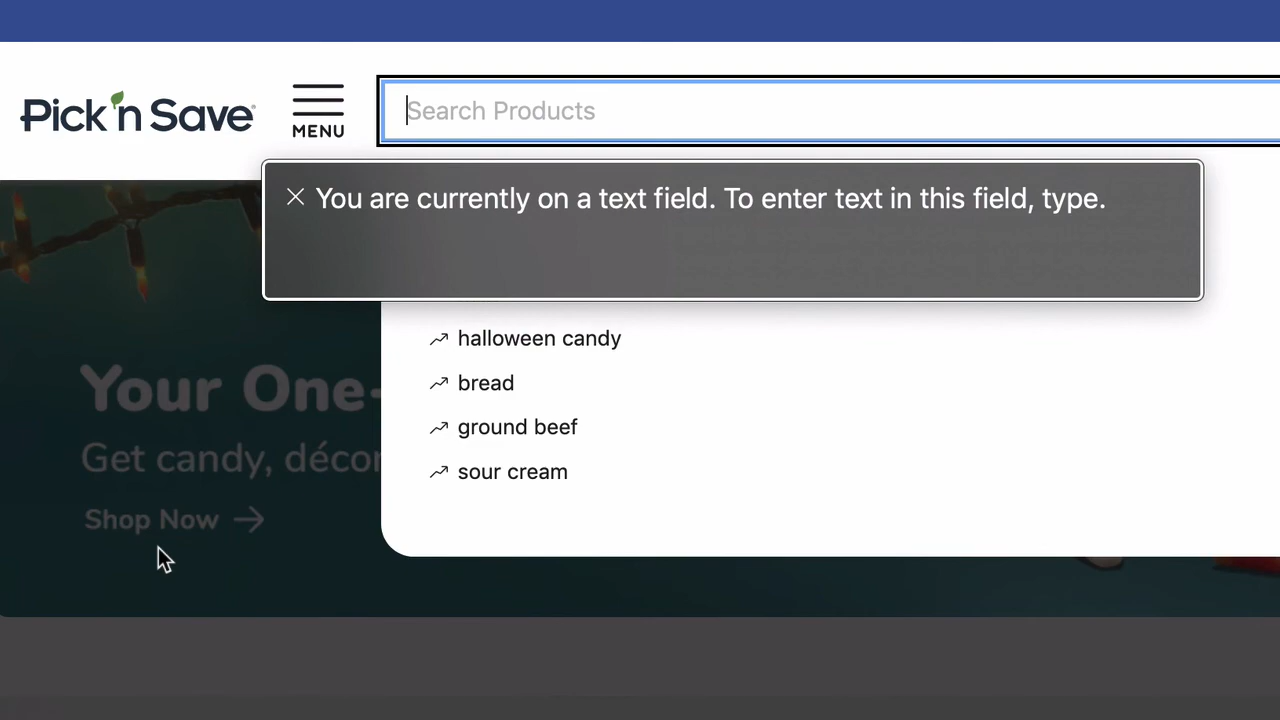 Pick'n Save®
MENU
Search Products
You are currently on a text field. To enter text in this field, type.
halloween candy
bread
ground beef
sour cream
Your One-
Get candy, décor
Shop Now